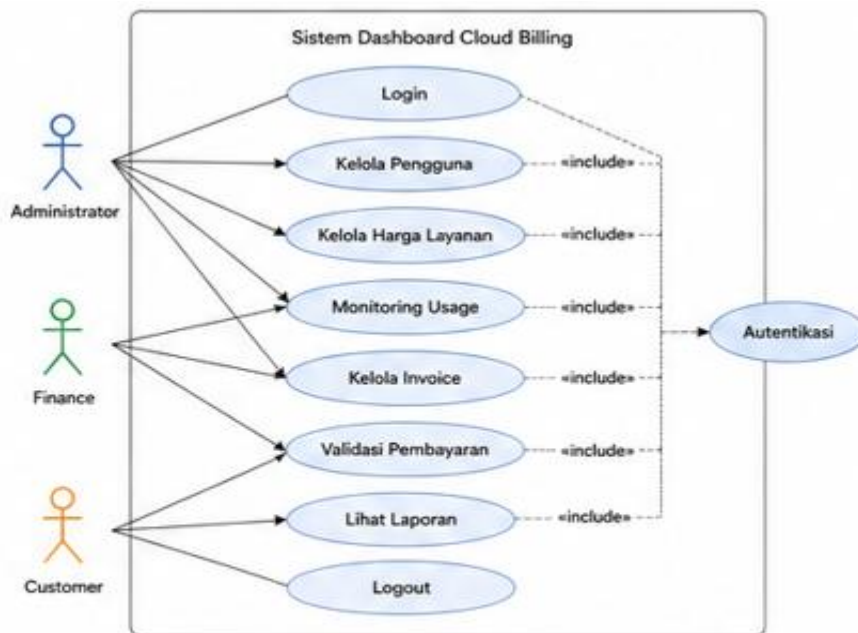 Sistem Dashboard Cloud Billing
Login
Kelola Pengguna
«include»
Administrator
Kelola Harga Layanan
«include»
Monitoring Usage
«include»
Autentikasi
Finance
Kelola Invoice
«include»
Validasi Pembayaran
«include»
Lihat Laporan
«include»
Customer
Logout